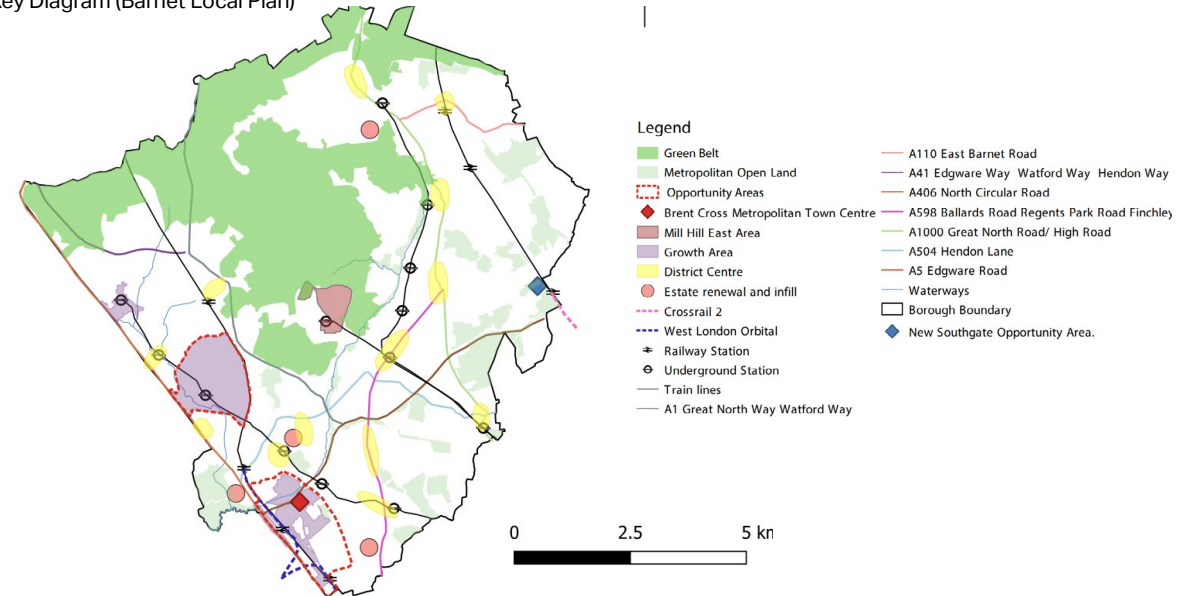 ey Diagram (Barnet Local Plan)
Legend
Green Belt
Metropolitan Open Land
Opportunity Areas
Brent Cross Metropolitan Town Centre
Mill Hill East Area
Growth Area
District Centre
Estate renewal and infill
Crossrail 2
West London Orbital
Railway Station
Underground Station
Train lines
A1 Great North Way Watford Way
A110 East Barnet Road
A41 Edgware Way Watford Way Hendon Way
A406 North Circular Road
A598 Ballards Road Regents Park Road Finchley
A1000 Great North Road/ High Road
A504 Hendon Lane
A5 Edgware Road
Waterways
Borough Boundary
New Southgate Opportunity Area.
0 2.5 5 km